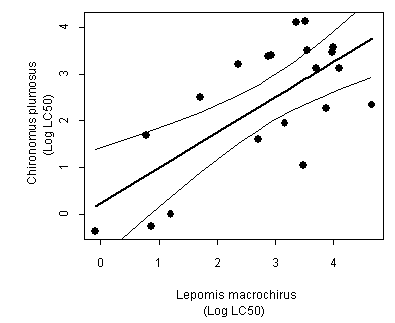 Chironomus plumosus
(Log LC50)
4
3
2
1
0
0 1 2 3 4
Lepomis macrochirus
(Log LC50)